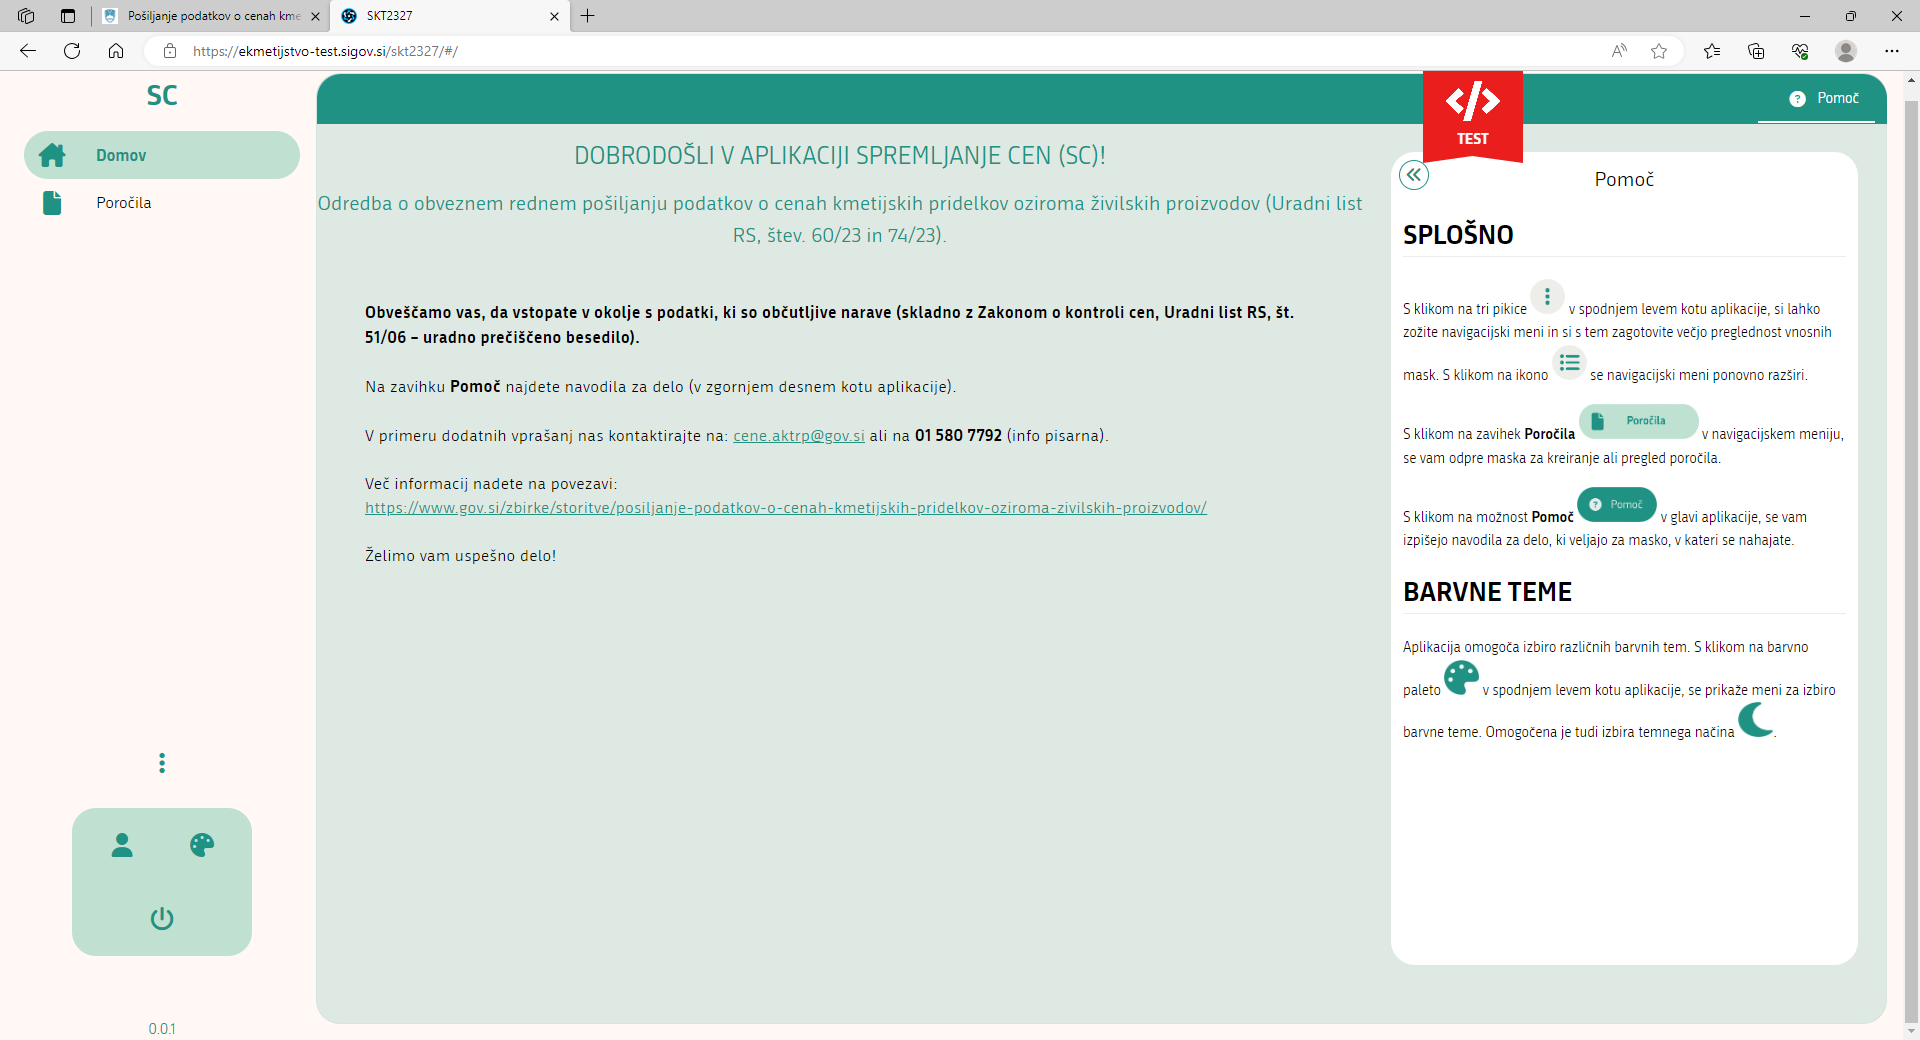 Pošiljanje podatkov o cenah kme
SKT2327
https://ekmetijstvo-test.sigov.si/skt2327/#/
SC
Domov
Poročila
0.0.1
TEST
Pomoč
DOBRODOŠLI V APLIKACIJI SPREMLJANJE CEN (SC)!
Odredba o obveznem rednem pošiljanju podatkov o cenah kmetijskih pridelkov oziroma živilskih proizvodov (Uradni list
RS, štev. 60/23 in 74/23).
Obveščamo vas, da vstopate v okolje s podatki, ki so občutljive narave (skladno z Zakonom o kontroli cen, Uradni list RS, št.
51/06 – uradno prečiščeno besedilo).
Na zavihku Pomoč najdete navodila za delo (v zgornjem desnem kotu aplikacije).
V primeru dodatnih vprašanj nas kontaktirajte na: cene.aktrp@gov.si ali na 01 580 7792 (info pisarna).
Več informacij nadete na povezavi:
https://www.gov.si/zbirke/storitve/posiljanje-podatkov-o-cenah-kmetijskih-pridelkov-oziroma-zivilskih-proizvodov/
Želimo vam uspešno delo!
Pomoč
SPLOŠNO
S klikom na tri pikice v spodnjem levem kotu aplikacije, si lahko
zožite navigacijski meni in si s tem zagotovite večjo preglednost vnosnih
mask. S klikom na ikono se navigacijski meni ponovno razširi.
S klikom na zavihek Poročila Poročila v navigacijskem meniju,
se vam odpre maska za kreiranje ali pregled poročila.
S klikom na možnost Pomoč Pomoč v glavi aplikacije, se vam
izpišejo navodila za delo, ki veljajo za masko, v kateri se nahajate.
BARVNE TEME
Aplikacija omogoča izbiro različnih barvnih tem. S klikom na barvno
paleto v spodnjem levem kotu aplikacije, se prikaže meni za izbiro
barvne teme. Omogočena je tudi izbira temnega načina .